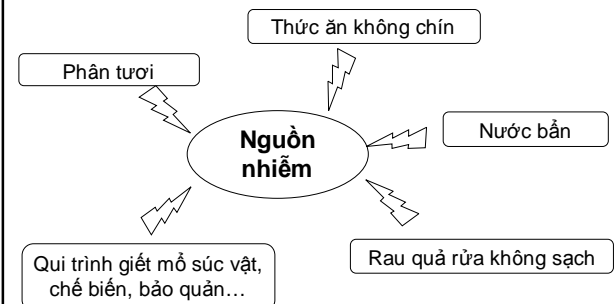 Thức ăn không chín
Phân tươi
Nước bẩn
Nguồn
nhiễm
Rau quả rửa không sạch
Qui trình giết mổ súc vật,
chế biến, bảo quản…